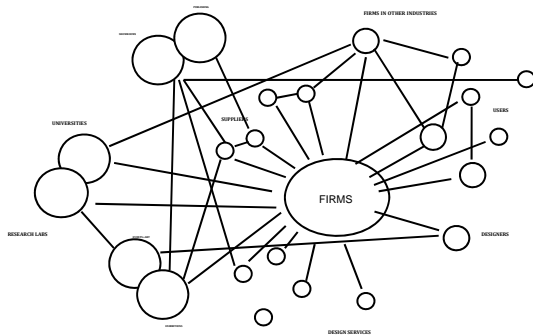 FIRMS IN OTHER INDUSTRIES
SUPPLIERS
USERS
UNIVERSITIES
FIRMS
RESEARCH LABS
DESIGNERS
DESIGN SERVICES